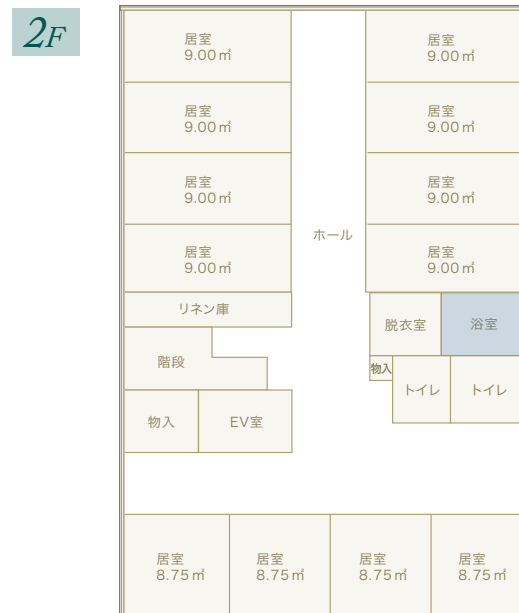 2F
居室
9.00㎡
居室
9.00㎡
居室
9.00㎡
居室
9.00㎡
居室
9.00㎡
居室
9.00㎡
ホール
居室
9.00㎡
居室
9.00㎡
リネン庫
脱衣室
浴室
階段
物入
トイレ
トイレ
物入
EV室
居室
8.75㎡
居室
8.75㎡
居室
8.75㎡
居室
8.75㎡